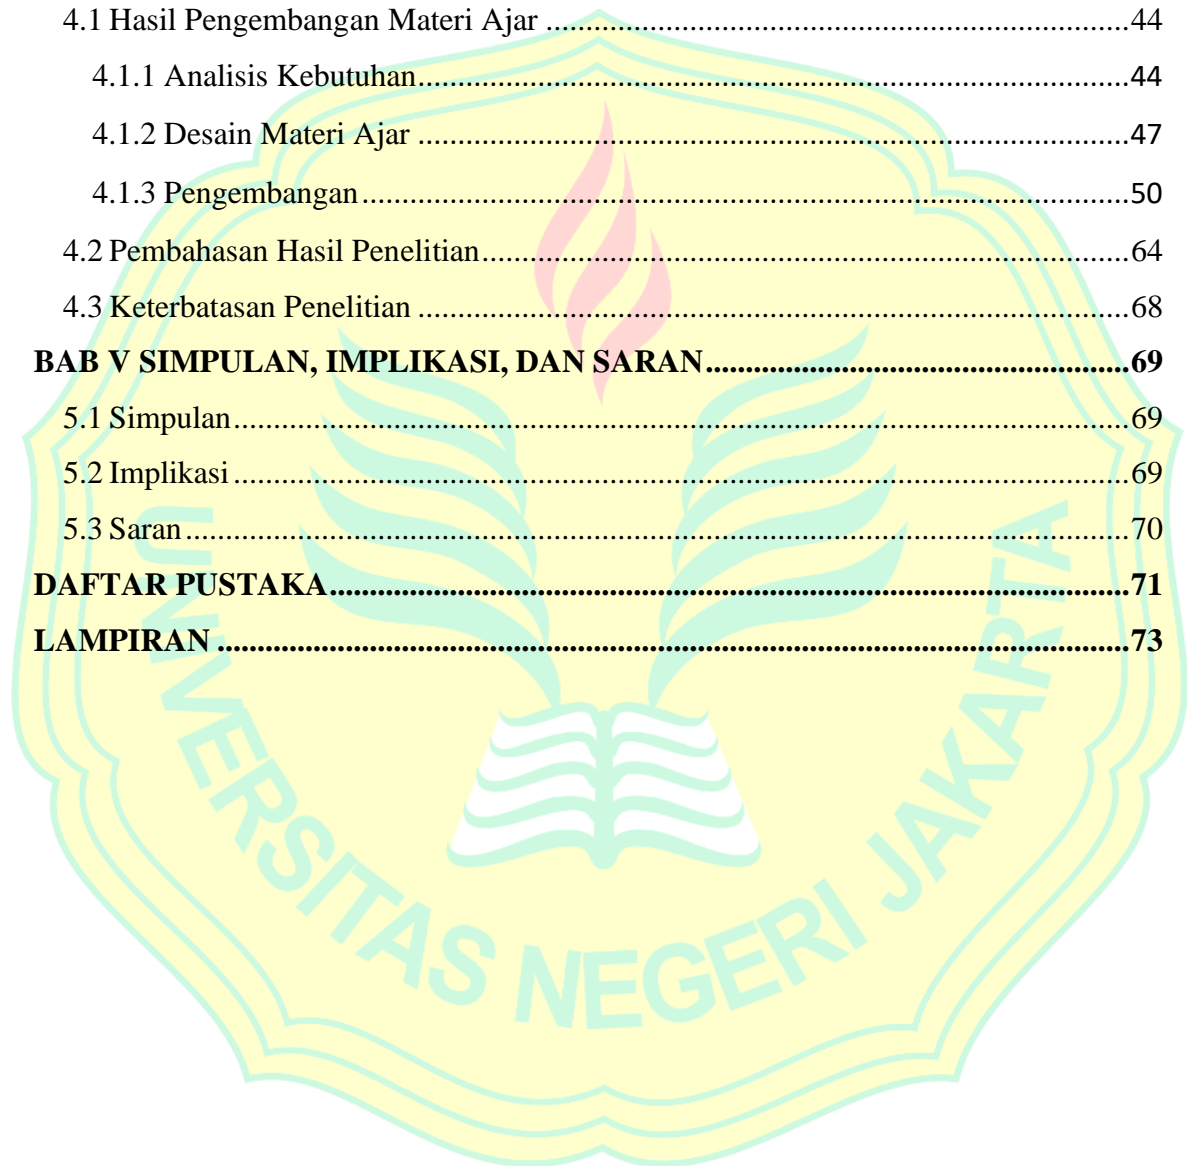 4.1 Hasil Pengembangan Materi Ajar ........................................................................44
4.1.1 Analisis Kebutuhan........................................................................................44
4.1.2 Desain Materi Ajar ........................................................................................47
4.1.3 Pengembangan...............................................................................................50
4.2 Pembahasan Hasil Penelitian................................................................................64
4.3 Keterbatasan Penelitian ........................................................................................68
BAB V SIMPULAN, IMPLIKASI, DAN SARAN....................................................69
5.1 Simpulan...............................................................................................................69
5.2 Implikasi ...............................................................................................................69
5.3 Saran .....................................................................................................................70
DAFTAR PUSTAKA...................................................................................................71
LAMPIRAN .................................................................................................................73
UNIVERSITAS NEGERI JAKARTA